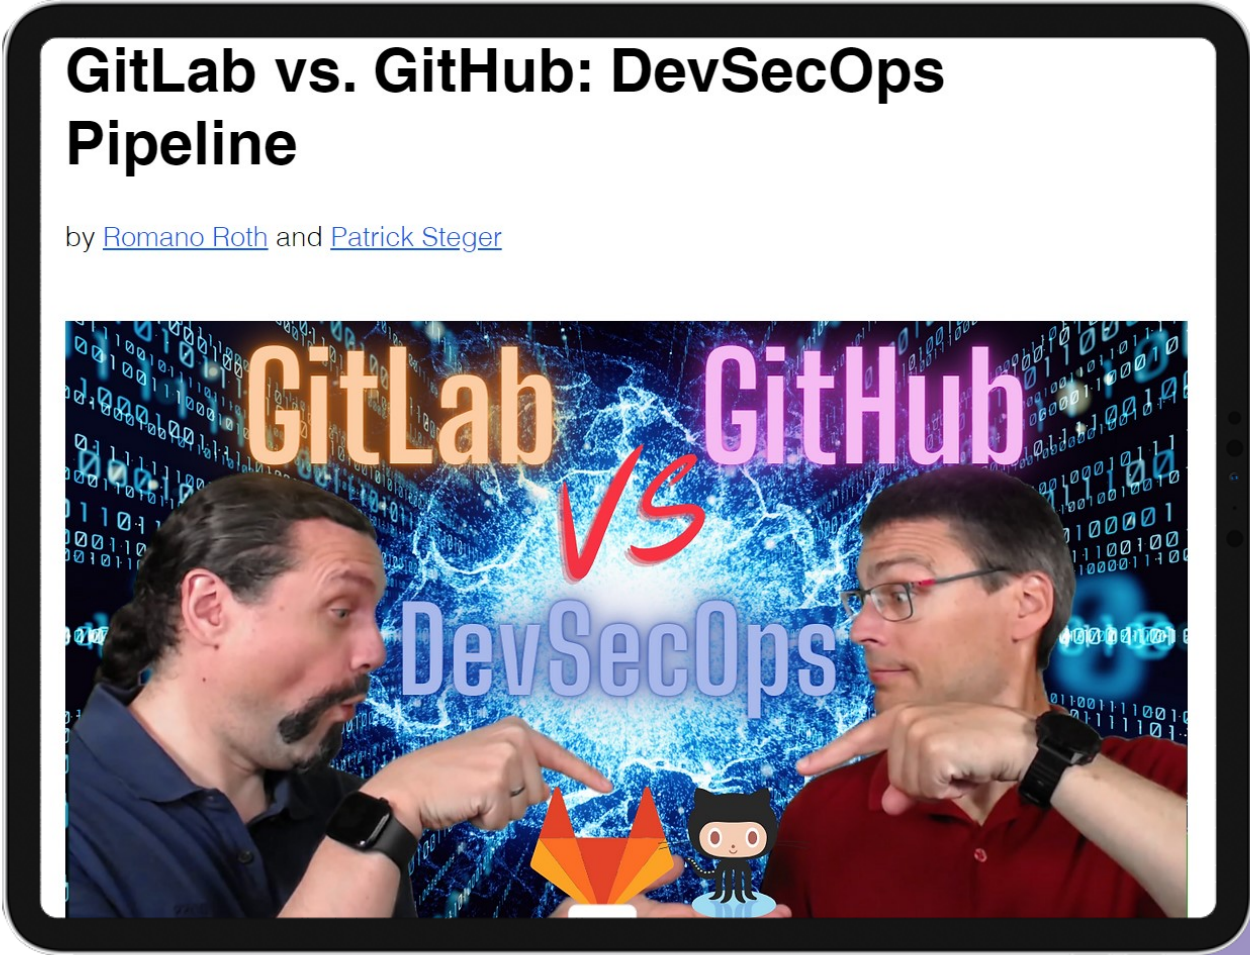 GitLab vs. GitHub: DevSecOps
Pipeline
by Romano Roth and Patrick Steger
GitLab
GitHub
VS
DevSecOps